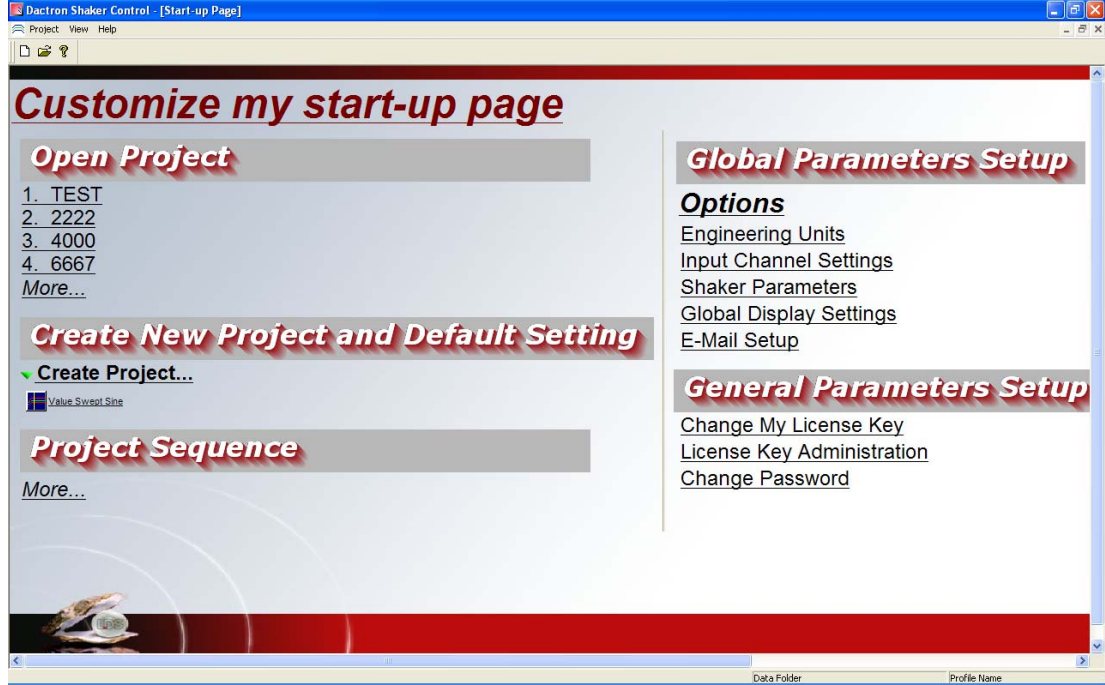 Dactron Shaker Control - [Start-up Page]
Project View Help
Customize my start-up page
Open Project
1. TEST
2. 2222
3. 4000
4. 6667
More...
Create New Project and Default Setting
Create Project...
Value Swept Sine
Project Sequence
More...
Global Parameters Setup
Options
Engineering Units
Input Channel Settings
Shaker Parameters
Global Display Settings
E-Mail Setup
General Parameters Setup
Change My License Key
License Key Administration
Change Password
Data Folder
Profile Name